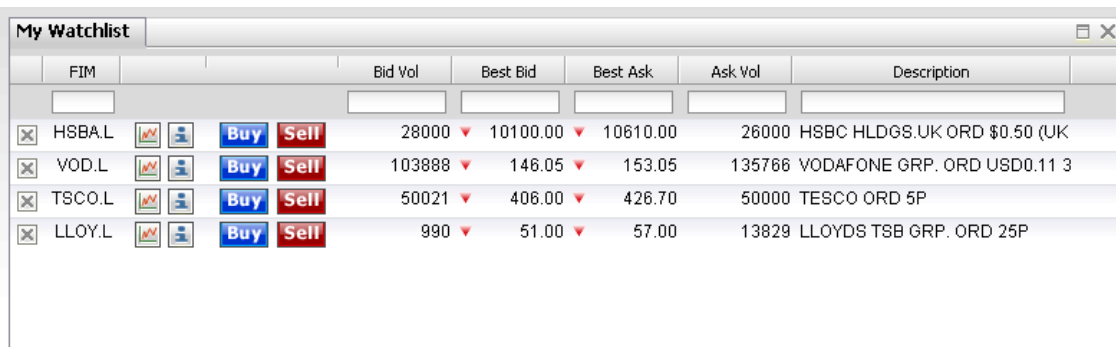 My Watchlist
FIM Bid Vol Best Bid Best Ask Ask Vol Description
HSBA.L Buy Sell 28000 10100.00 10610.00 26000 HSBC HLDGS.UK ORD $0.50 (UK
VOD.L Buy Sell 103888 146.05 153.05 135766 VODAFONE GRP. ORD USD0.11 3
TSCO.L Buy Sell 50021 406.00 426.70 50000 TESCO ORD 5P
LLOY.L Buy Sell 990 51.00 57.00 13829 LLOYDS TSB GRP. ORD 25P